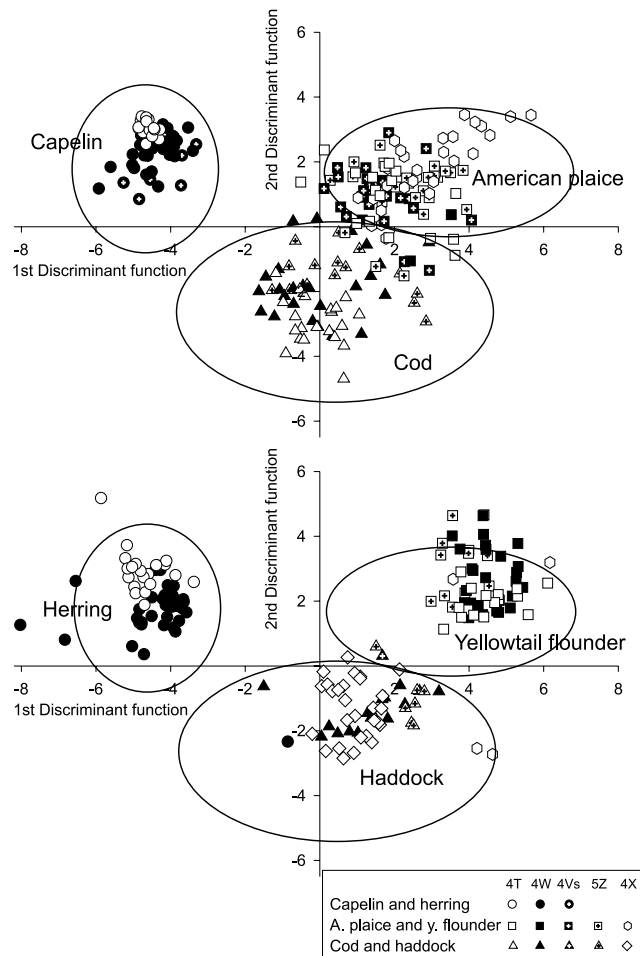 6
4
2
-2
-4
-6
-8 -6 -4 -2 2 4 6 8
2nd Discriminant function
1st Discriminant function
Capelin
American plaice
Cod
6
4
2
-2
-4
-6
-8 -6 -4 -2 2 4 6 8
2nd Discriminant function
1st Discriminant function
Herring
Yellowtail flounder
Haddock
4T 4W 4Vs 5Z 4X
Capelin and herring
A. plaice and y. flounder
Cod and haddock